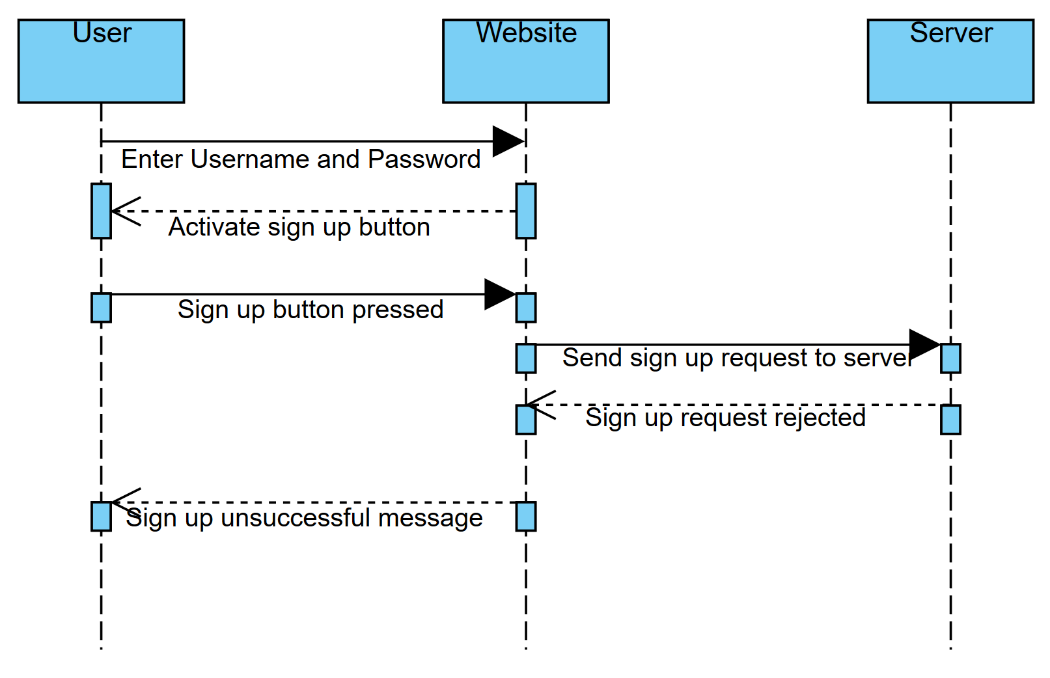 User
Website
Server
Enter Username and Password
Activate sign up button
Sign up button pressed
Send sign up request to server
Sign up request rejected
Sign up unsuccessful message